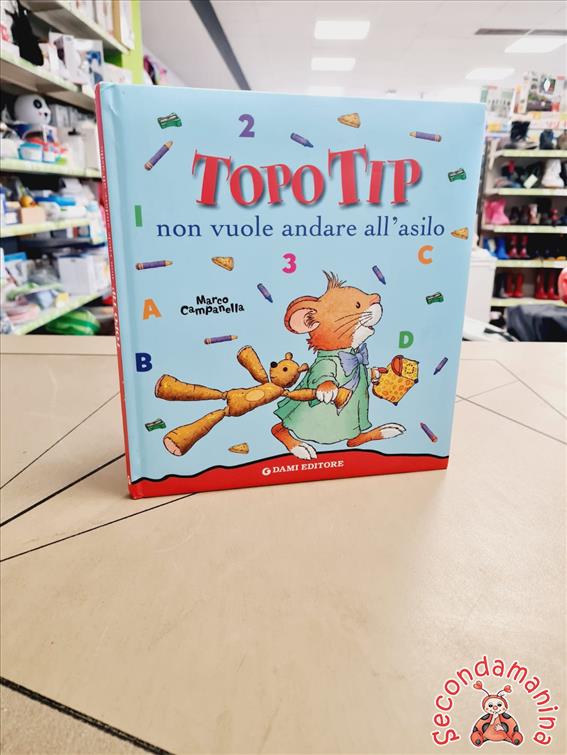 2
TOPO TIP
non vuole andare all'asilo
1
3
C
A
Marco
Campanella
B
D
G DAMI EDITORE
Secondamanina